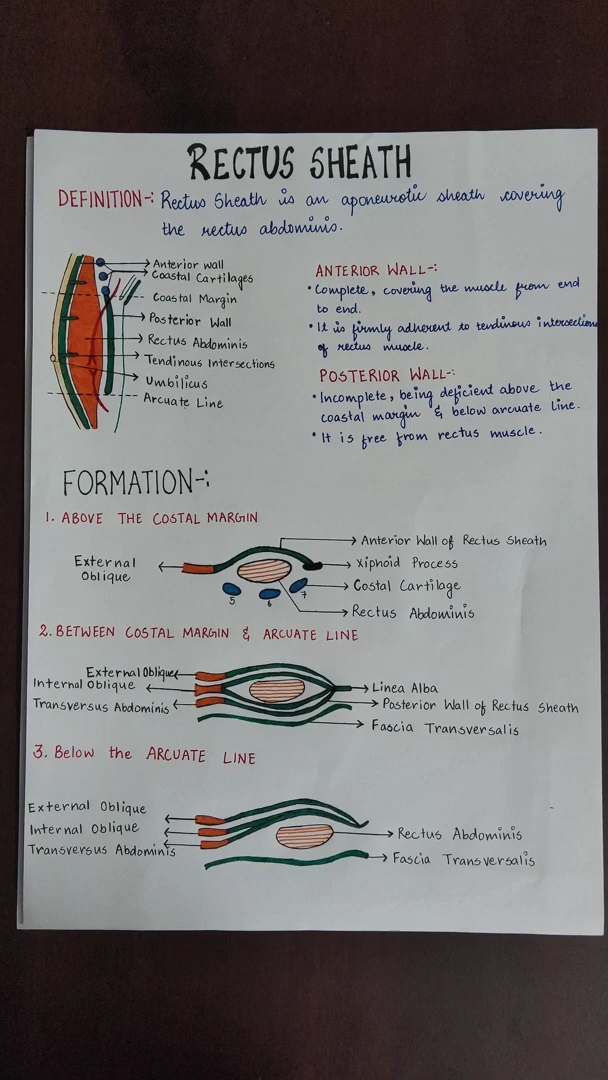 RECTUS SHEATH
DEFINITION-: Rectus Sheath is an aponeurotic sheath covering
the rectus abdominis.
Anterior wall
Coastal Cartilages
Coastal Margin
Posterior Wall
Rectus Abdominis
Tendinous Intersections
Umbilicus
Arcuate Line
ANTERIOR WALL-:
• Complete, covering the muscle from end
to end.
• It is firmly adherent to tendinous intersections
of rectus muscle.
POSTERIOR WALL-:
• Incomplete, being deficient above the
coastal margin & below arcuate line.
• It is free from rectus muscle.
FORMATION-:
1. ABOVE THE COSTAL MARGIN
External
Oblique
Anterior Wall of Rectus Sheath
Xiphoid Process
Costal Cartilage
Rectus Abdominis
5 6 7
2. BETWEEN COSTAL MARGIN & ARCUATE LINE
External Oblique
Internal Oblique
Transversus Abdominis
Linea Alba
Posterior Wall of Rectus Sheath
Fascia Transversalis
3. Below the ARCUATE LINE
External Oblique
Internal Oblique
Transversus Abdominis
Rectus Abdominis
Fascia Transversalis